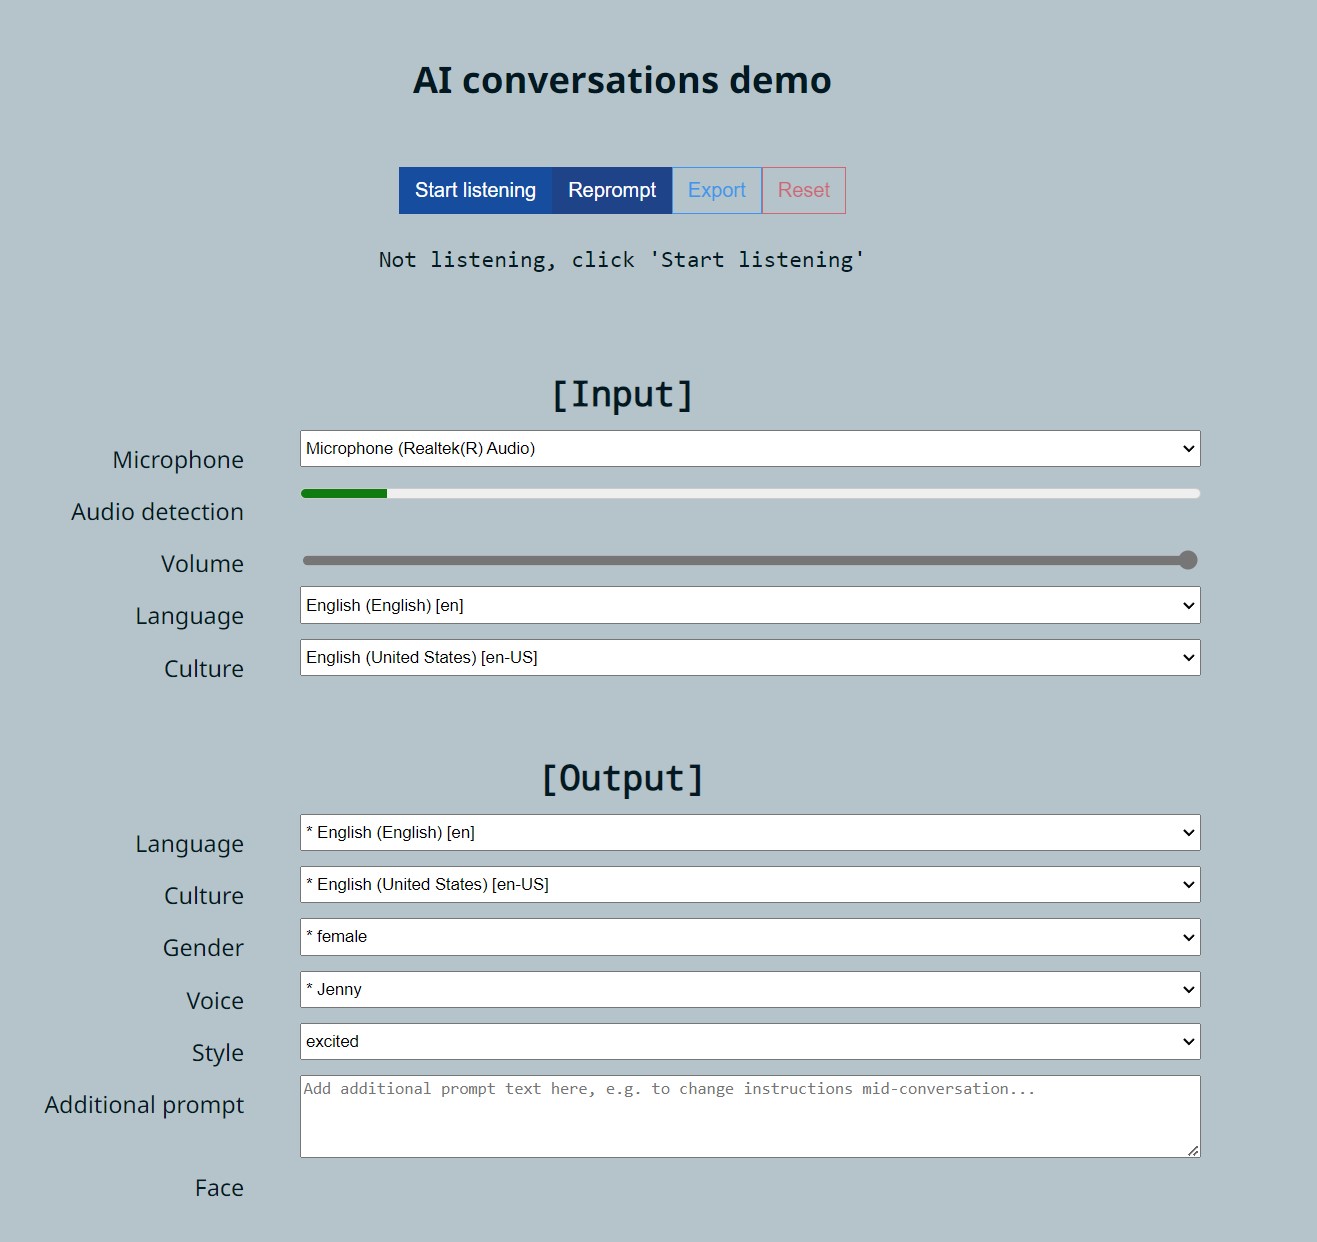 AI conversations demo
Start listening Reprompt Export Reset
Not listening, click 'Start listening'
[Input]
Microphone Microphone (Realtek(R) Audio)
Audio detection
Volume
Language English (English) [en]
Culture English (United States) [en-US]
[Output]
Language * English (English) [en]
Culture * English (United States) [en-US]
Gender * female
Voice * Jenny
Style excited
Additional prompt Add additional prompt text here, e.g. to change instructions mid-conversation...
Face